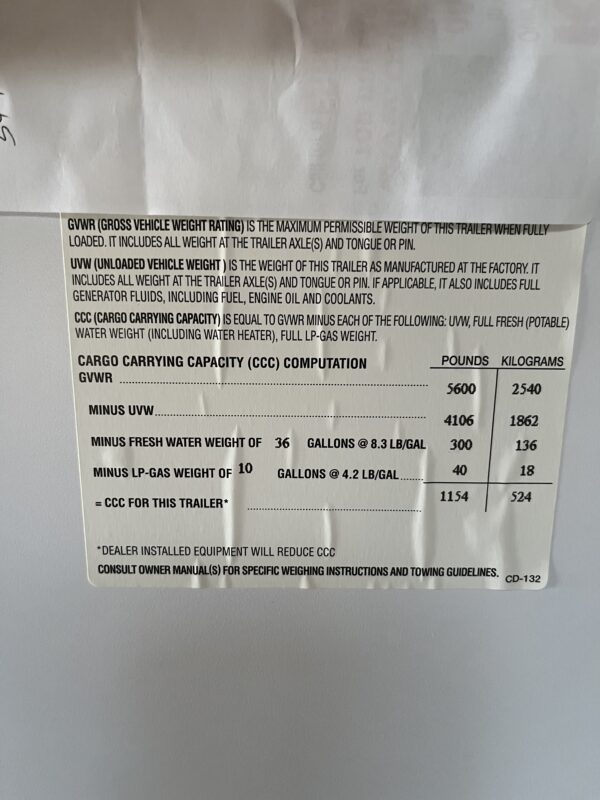 GVWR (GROSS VEHICLE WEIGHT RATING) IS THE MAXIMUM PERMISSIBLE WEIGHT OF THIS TRAILER WHEN FULLY
LOADED. IT INCLUDES ALL WEIGHT AT THE TRAILER AXLE(S) AND TONGUE OR PIN.
UVW (UNLOADED VEHICLE WEIGHT ) IS THE WEIGHT OF THIS TRAILER AS MANUFACTURED AT THE FACTORY. IT
INCLUDES ALL WEIGHT AT THE TRAILER AXLE(S) AND TONGUE OR PIN. IF APPLICABLE, IT ALSO INCLUDES FULL
GENERATOR FLUIDS, INCLUDING FUEL, ENGINE OIL AND COOLANTS.
CCC (CARGO CARRYING CAPACITY) IS EQUAL TO GVWR MINUS EACH OF THE FOLLOWING: UVW, FULL FRESH (POTABLE)
WATER WEIGHT (INCLUDING WATER HEATER), FULL LP-GAS WEIGHT.
CARGO CARRYING CAPACITY (CCC) COMPUTATION POUNDS KILOGRAMS
GVWR 5600 2540
MINUS UVW 4106 1862
MINUS FRESH WATER WEIGHT OF 36 GALLONS @ 8.3 LB/GAL 300 136
MINUS LP-GAS WEIGHT OF 10 GALLONS @ 4.2 LB/GAL 40 18
= CCC FOR THIS TRAILER* 1154 524
*DEALER INSTALLED EQUIPMENT WILL REDUCE CCC
CONSULT OWNER MANUAL(S) FOR SPECIFIC WEIGHING INSTRUCTIONS AND TOWING GUIDELINES. CD-132